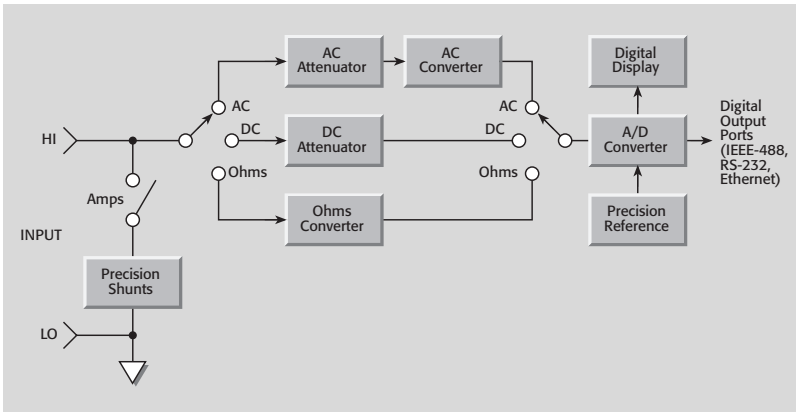 AC
Attenuator
AC
Converter
Digital
Display
AC
AC
HI
DC
DC
Attenuator
DC
A/D
Converter
Digital
Output
Ports
(IEEE-488,
RS-232,
Ethernet)
Amps
Ohms
Ohms
Ohms
Converter
Precision
Reference
INPUT
Precision
Shunts
LO